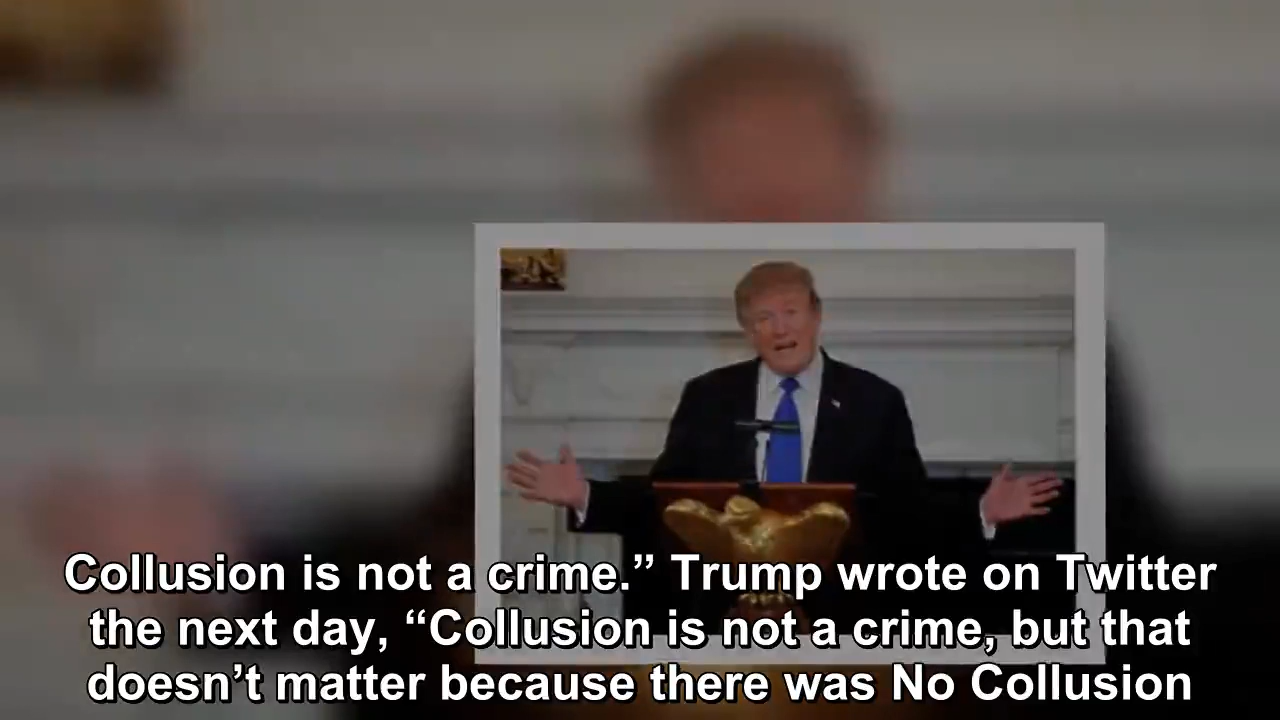 Collusion is not a crime.” Trump wrote on Twitter
the next day, “Collusion is not a crime, but that
doesn’t matter because there was No Collusion